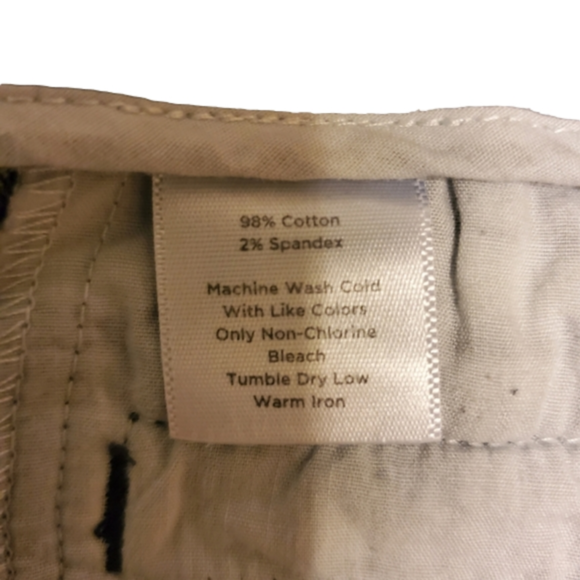 98% Cotton
2% Spandex
Machine Wash Cold
With Like Colors
Only Non-Chlorine
Bleach
Tumble Dry Low
Warm Iron